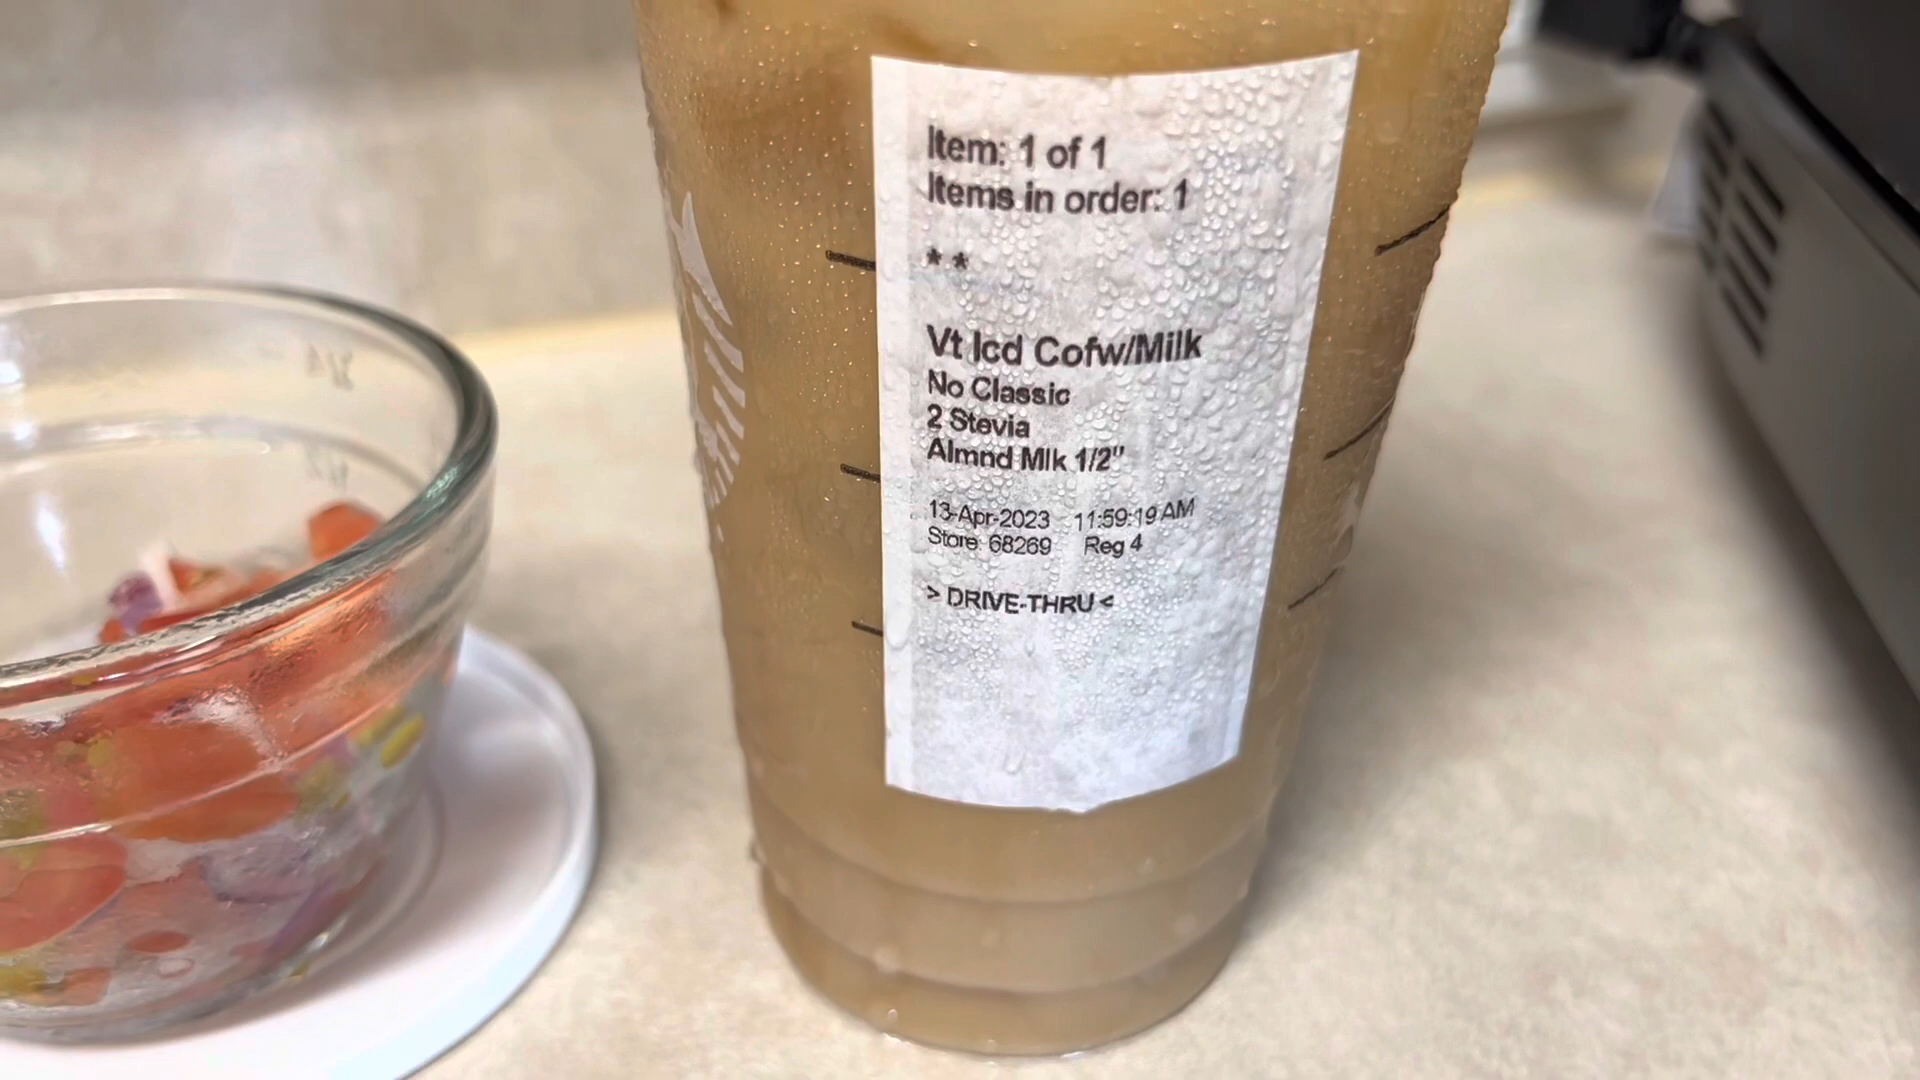 Item: 1 of 1
Items in order: 1
* *
Vt Icd Cofw/Milk
No Classic
2 Stevia
Almnd Mlk 1/2"
13-Apr-2023 11:59:19 AM
Store: 68269 Reg 4
> DRIVE-THRU <